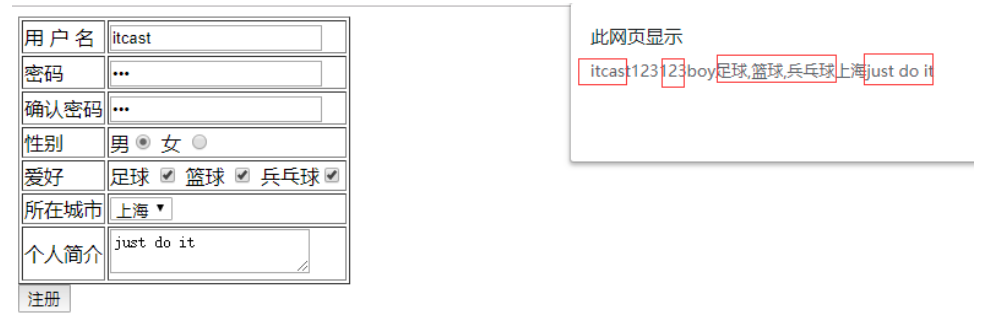 用 户 名 itcast
密码 •••
确认密码 •••
性别 男 女
爱好 足球 篮球 兵乓球
所在城市 上海
个人简介 just do it
注册
此网页显示
itcast123123boy足球,篮球,兵乓球上海just do it